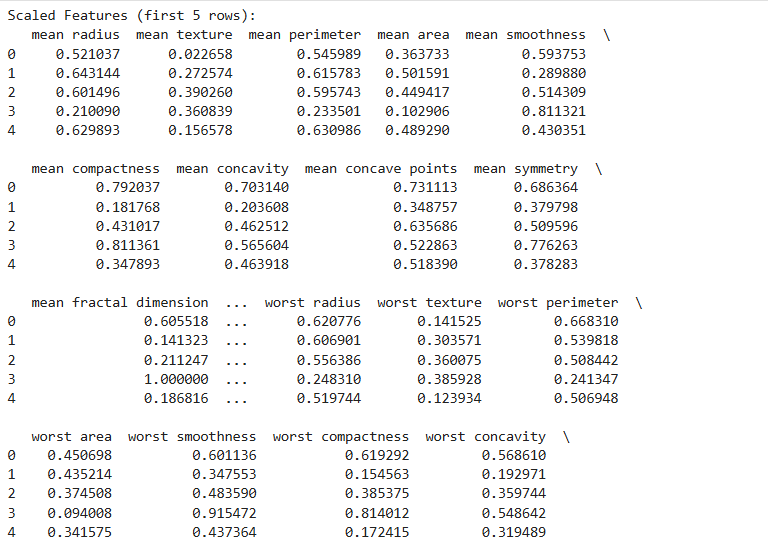 Scaled Features (first 5 rows):
   mean radius  mean texture  mean perimeter  mean area  mean smoothness  \
0     0.521037      0.022658        0.545989   0.363733         0.593753
1     0.643144      0.272574        0.615783   0.501591         0.289880
2     0.601496      0.390260        0.595743   0.449417         0.514309
3     0.210090      0.360839        0.233501   0.102906         0.811321
4     0.629893      0.156578        0.630986   0.489290         0.430351

   mean compactness  mean concavity  mean concave points  mean symmetry  \
0          0.792037        0.703140             0.731113       0.686364
1          0.181768        0.203608             0.348757       0.379798
2          0.431017        0.462512             0.635686       0.509596
3          0.811361        0.565604             0.522863       0.776263
4          0.347893        0.463918             0.518390       0.378283

   mean fractal dimension  ...  worst radius  worst texture  worst perimeter  \
0                0.605518  ...      0.620776       0.141525         0.668310
1                0.141323  ...      0.606901       0.303571         0.539818
2                0.211247  ...      0.556386       0.360075         0.508442
3                1.000000  ...      0.248310       0.385928         0.241347
4                0.186816  ...      0.519744       0.123934         0.506948

   worst area  worst smoothness  worst compactness  worst concavity  \
0    0.450698          0.601136           0.619292         0.568610
1    0.435214          0.347553           0.154563         0.192971
2    0.374508          0.483590           0.385375         0.359744
3    0.094008          0.915472           0.814012         0.548642
4    0.341575          0.437364           0.172415         0.319489